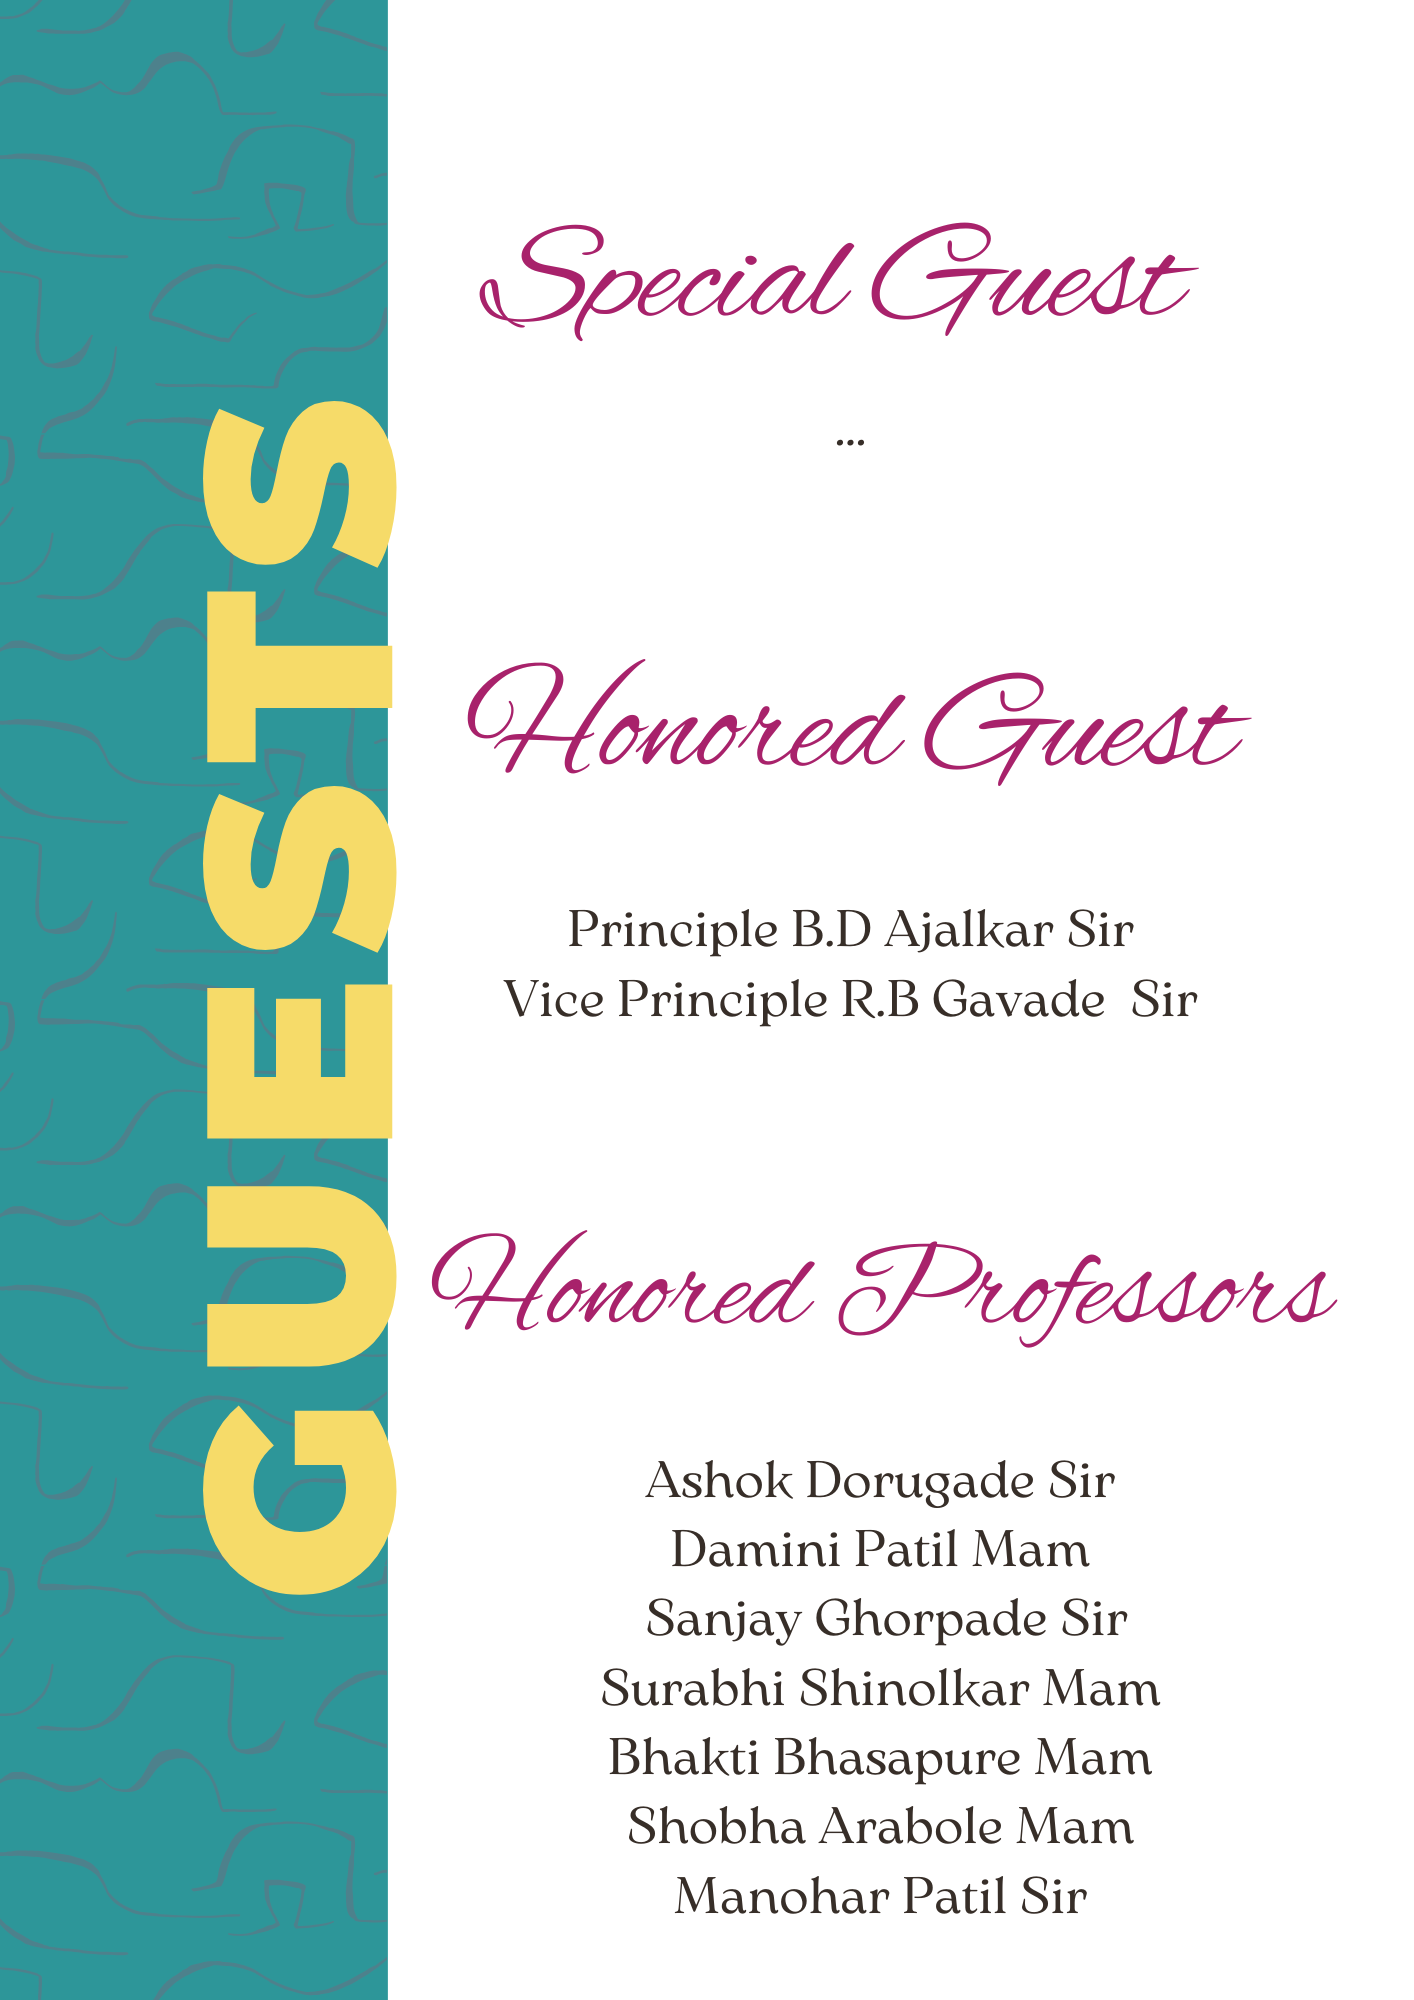 GUESTS
Special Guest
...
Honored Guest
Principle B.D Ajalkar Sir
Vice Principle R.B Gavade  Sir
Honored Professors
Ashok Dorugade Sir
Damini Patil Mam
Sanjay Ghorpade Sir
Surabhi Shinolkar Mam
Bhakti Bhasapure Mam
Shobha Arabole Mam
Manohar Patil Sir